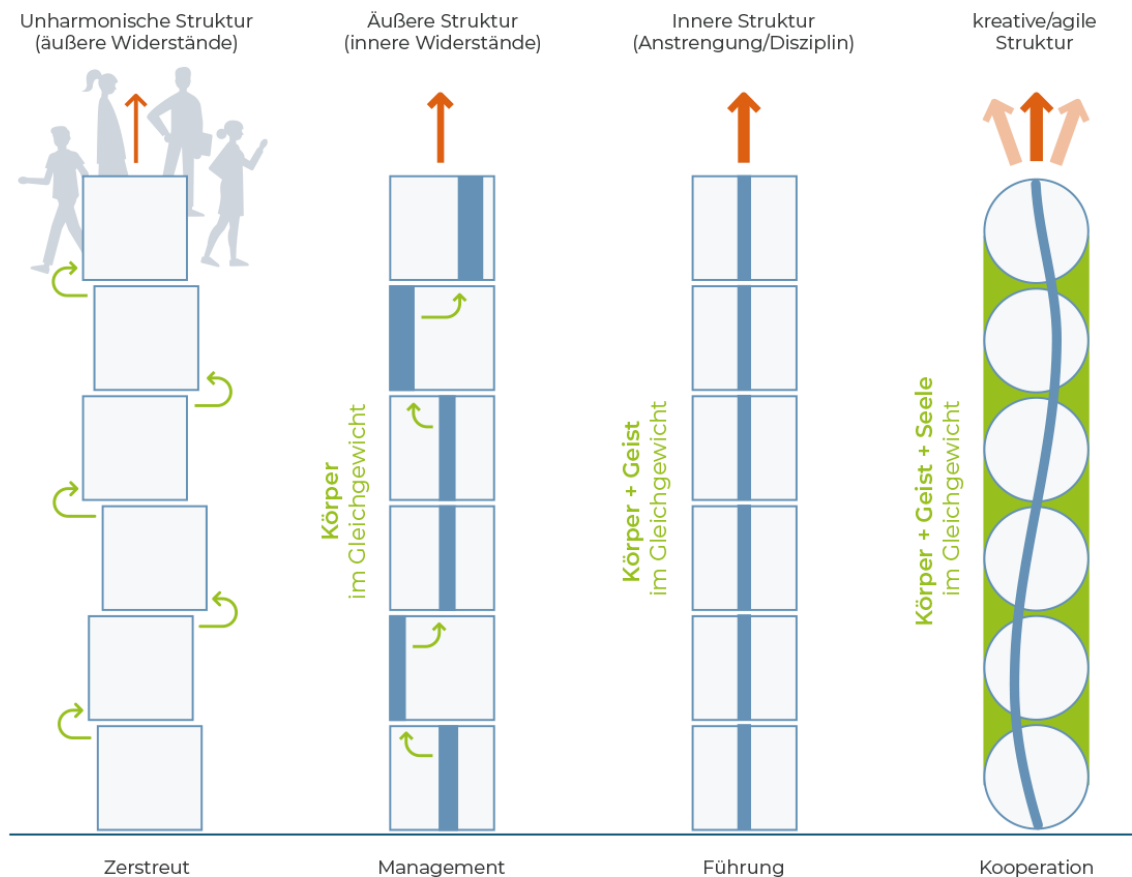 Unharmonische Struktur
(äußere Widerstände)
Äußere Struktur
(innere Widerstände)
Innere Struktur
(Anstrengung/Disziplin)
kreative/agile
Struktur
Körper
im Gleichgewicht
Körper + Geist
im Gleichgewicht
Körper + Geist + Seele
im Gleichgewicht
Zerstreut
Management
Führung
Kooperation